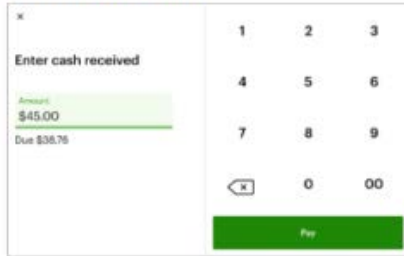 ×
Enter cash received
Amount
$45.00
Due $38.76
1 2 3
4 5 6
7 8 9
0 00
Pay